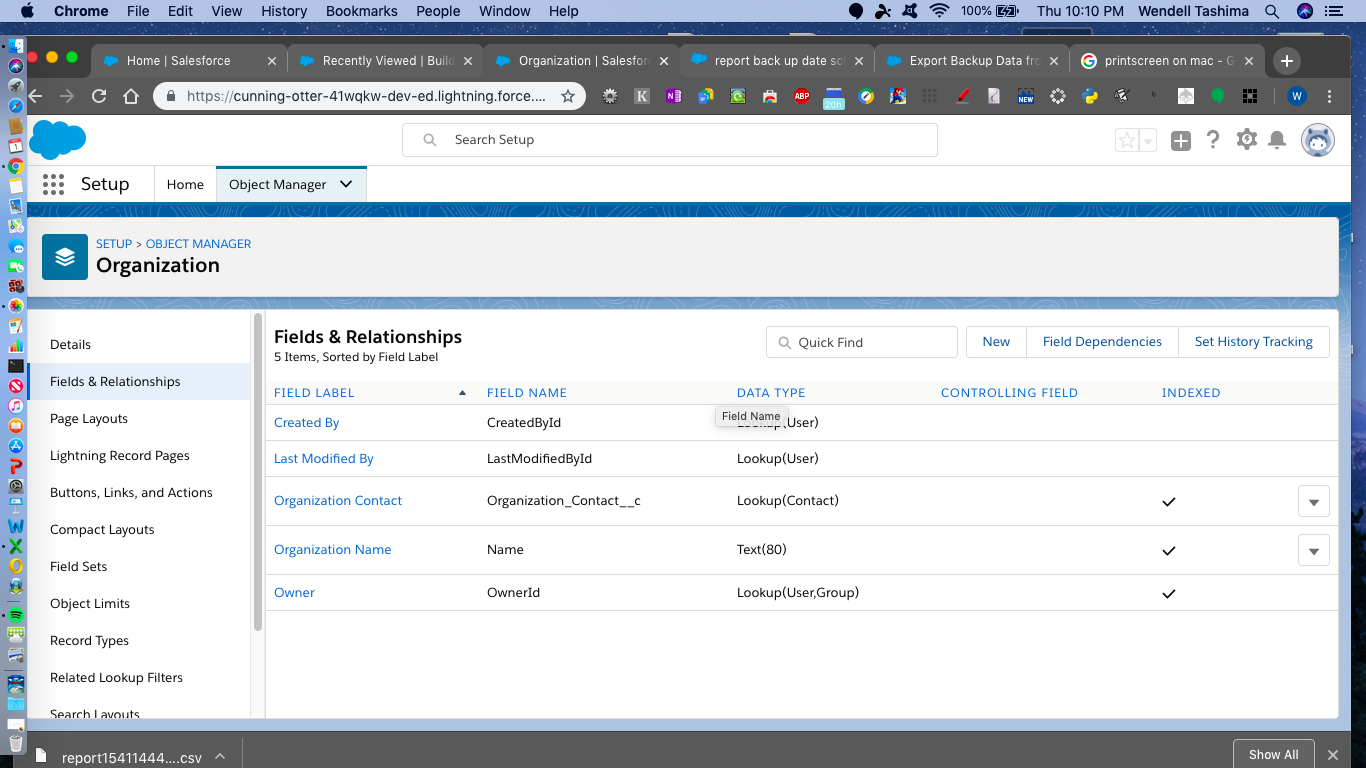 Chrome File Edit View History Bookmarks People Window Help 100% Thu 10:10 PM Wendell Tashima
Home | Salesforce Recently Viewed | Build Organization | Salesforc report back up date sch Export Backup Data fro printscreen on mac - G
https://cunning-otter-41wqkw-dev-ed.lightning.force.... K N ABP 20h NEW W
Search Setup
Setup Home Object Manager
SETUP > OBJECT MANAGER
Organization
Details
Fields & Relationships
Page Layouts
Lightning Record Pages
Buttons, Links, and Actions
Compact Layouts
Field Sets
Object Limits
Record Types
Related Lookup Filters
Search Layouts
Fields & Relationships
5 Items, Sorted by Field Label
Quick Find New Field Dependencies Set History Tracking
FIELD LABEL FIELD NAME DATA TYPE CONTROLLING FIELD INDEXED
Field Name
Created By CreatedById Lookup(User)
Last Modified By LastModifiedById Lookup(User)
Organization Contact Organization_Contact__c Lookup(Contact)
Organization Name Name Text(80)
Owner OwnerId Lookup(User,Group)
report15411444....csv Show All